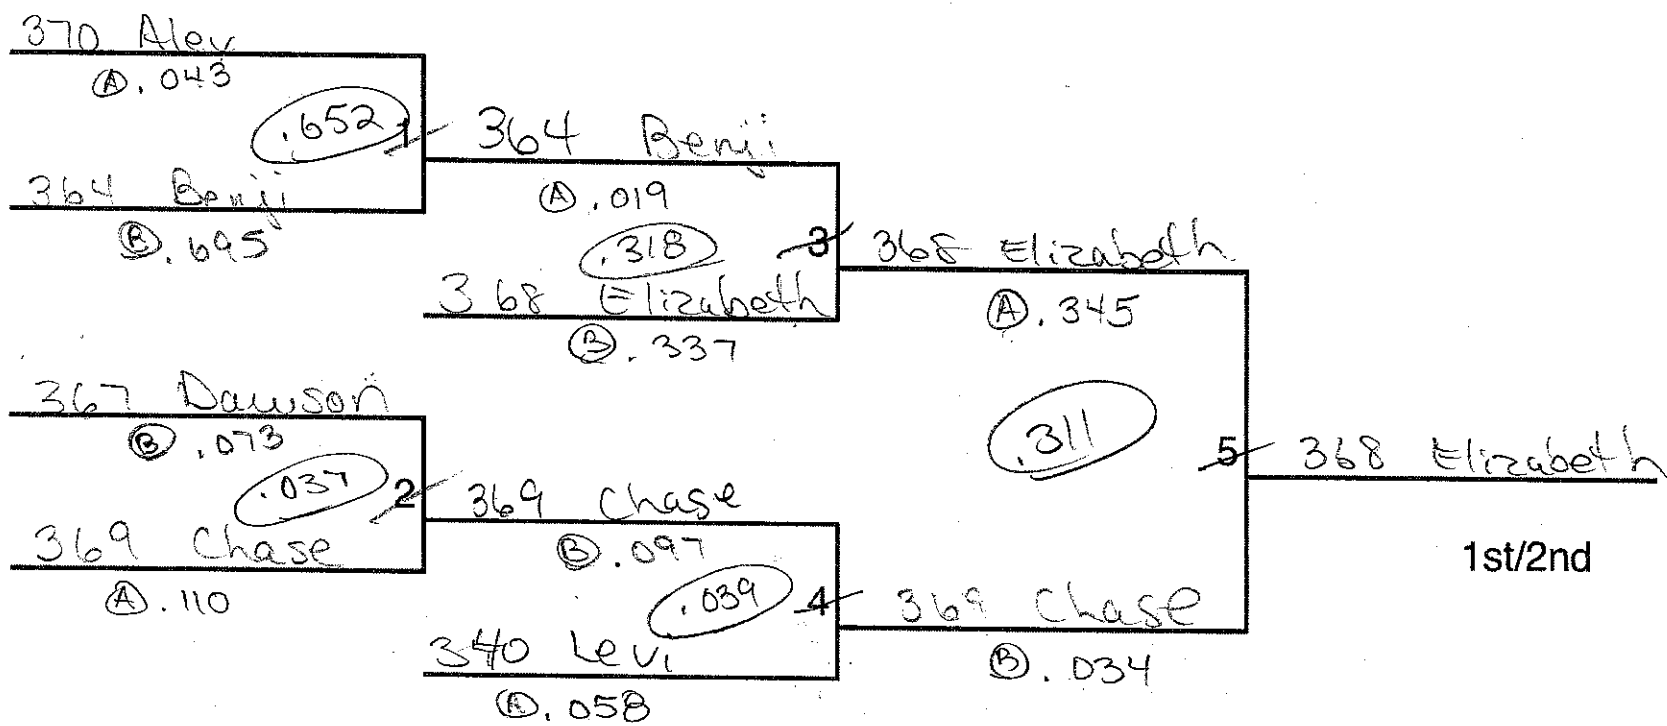 370 Alex
Ⓐ .043
.652
1
364 Benji
Ⓑ .695
364 Benji
Ⓐ .019
.318
3
368 Elizabeth
Ⓑ .337
368 Elizabeth
Ⓐ .345
367 Dawson
Ⓑ .073
.037
2
369 Chase
Ⓐ .110
369 Chase
Ⓑ .097
.039
4
340 Levi
Ⓐ .058
369 Chase
Ⓑ .034
.311
5
368 Elizabeth
1st/2nd